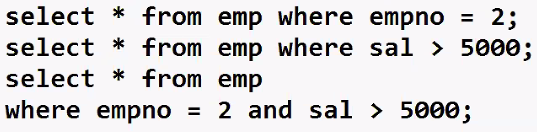 select * from emp where empno = 2;
select * from emp where sal > 5000;
select * from emp
where empno = 2 and sal > 5000;